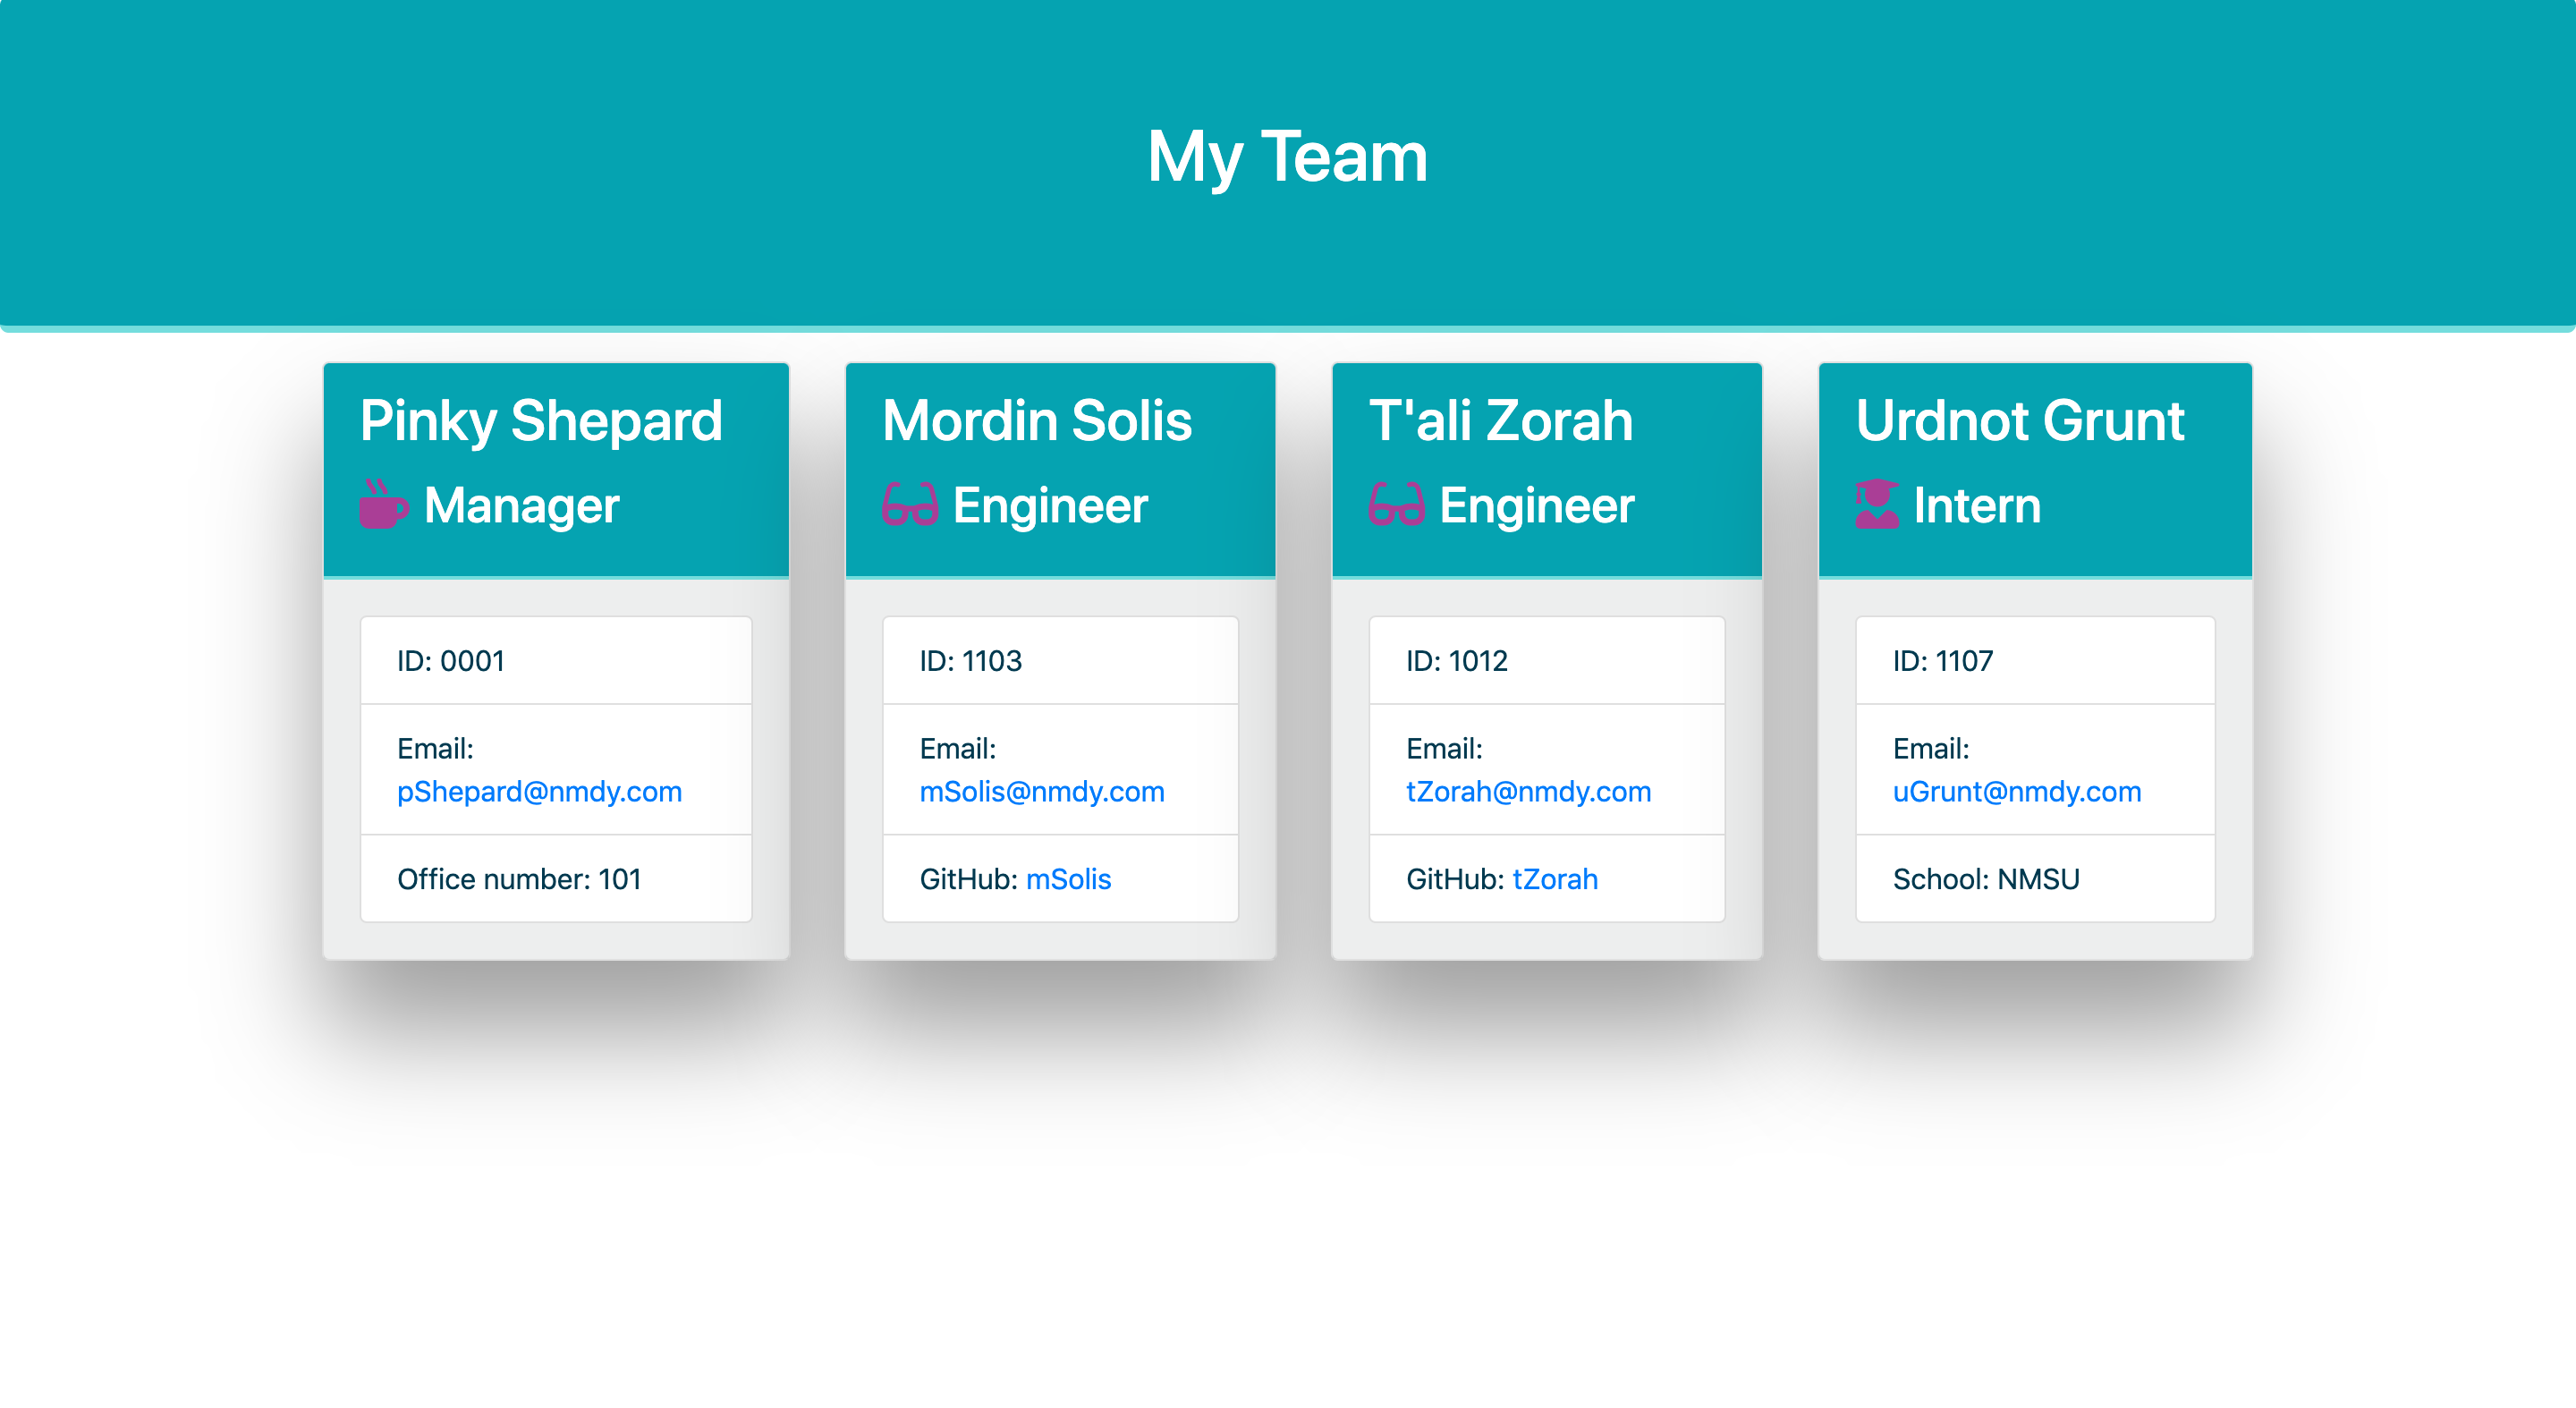 My Team
Pinky Shepard
Manager
ID: 0001
Email:
pShepard@nmdy.com
Office number: 101
Mordin Solis
Engineer
ID: 1103
Email:
mSolis@nmdy.com
GitHub: mSolis
T'ali Zorah
Engineer
ID: 1012
Email:
tZorah@nmdy.com
GitHub: tZorah
Urdnot Grunt
Intern
ID: 1107
Email:
uGrunt@nmdy.com
School: NMSU